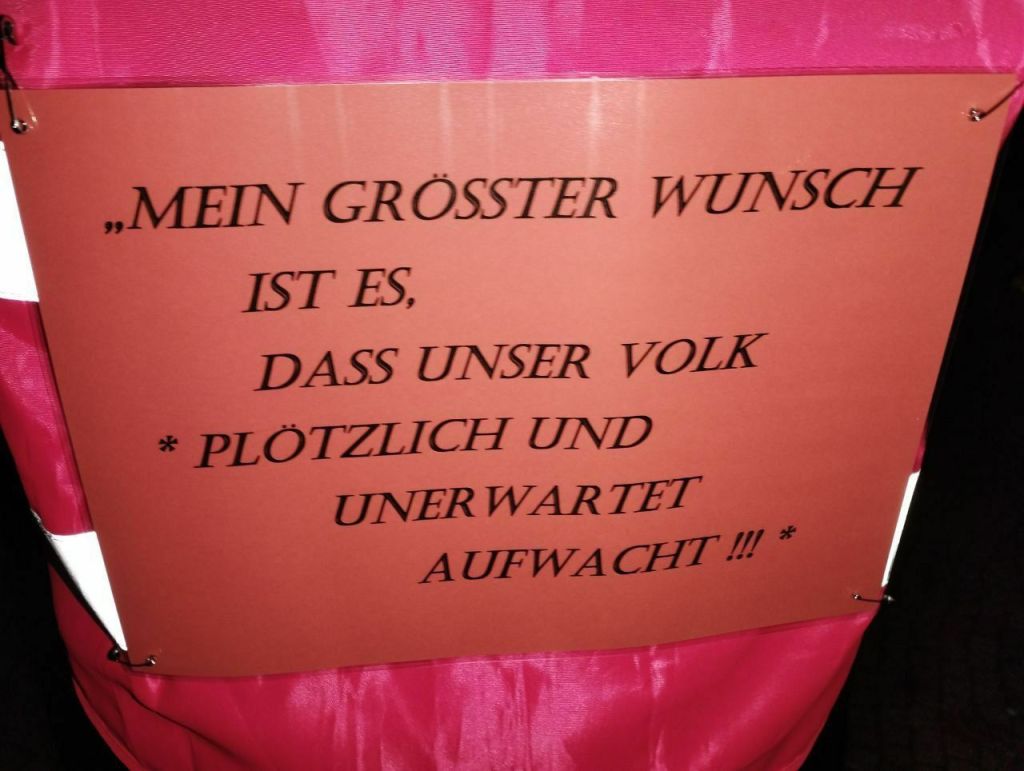 „MEIN GRÖSSTER WUNSCH
IST ES,
DASS UNSER VOLK
* PLÖTZLICH UND
UNERWARTET
AUFWACHT !!! *